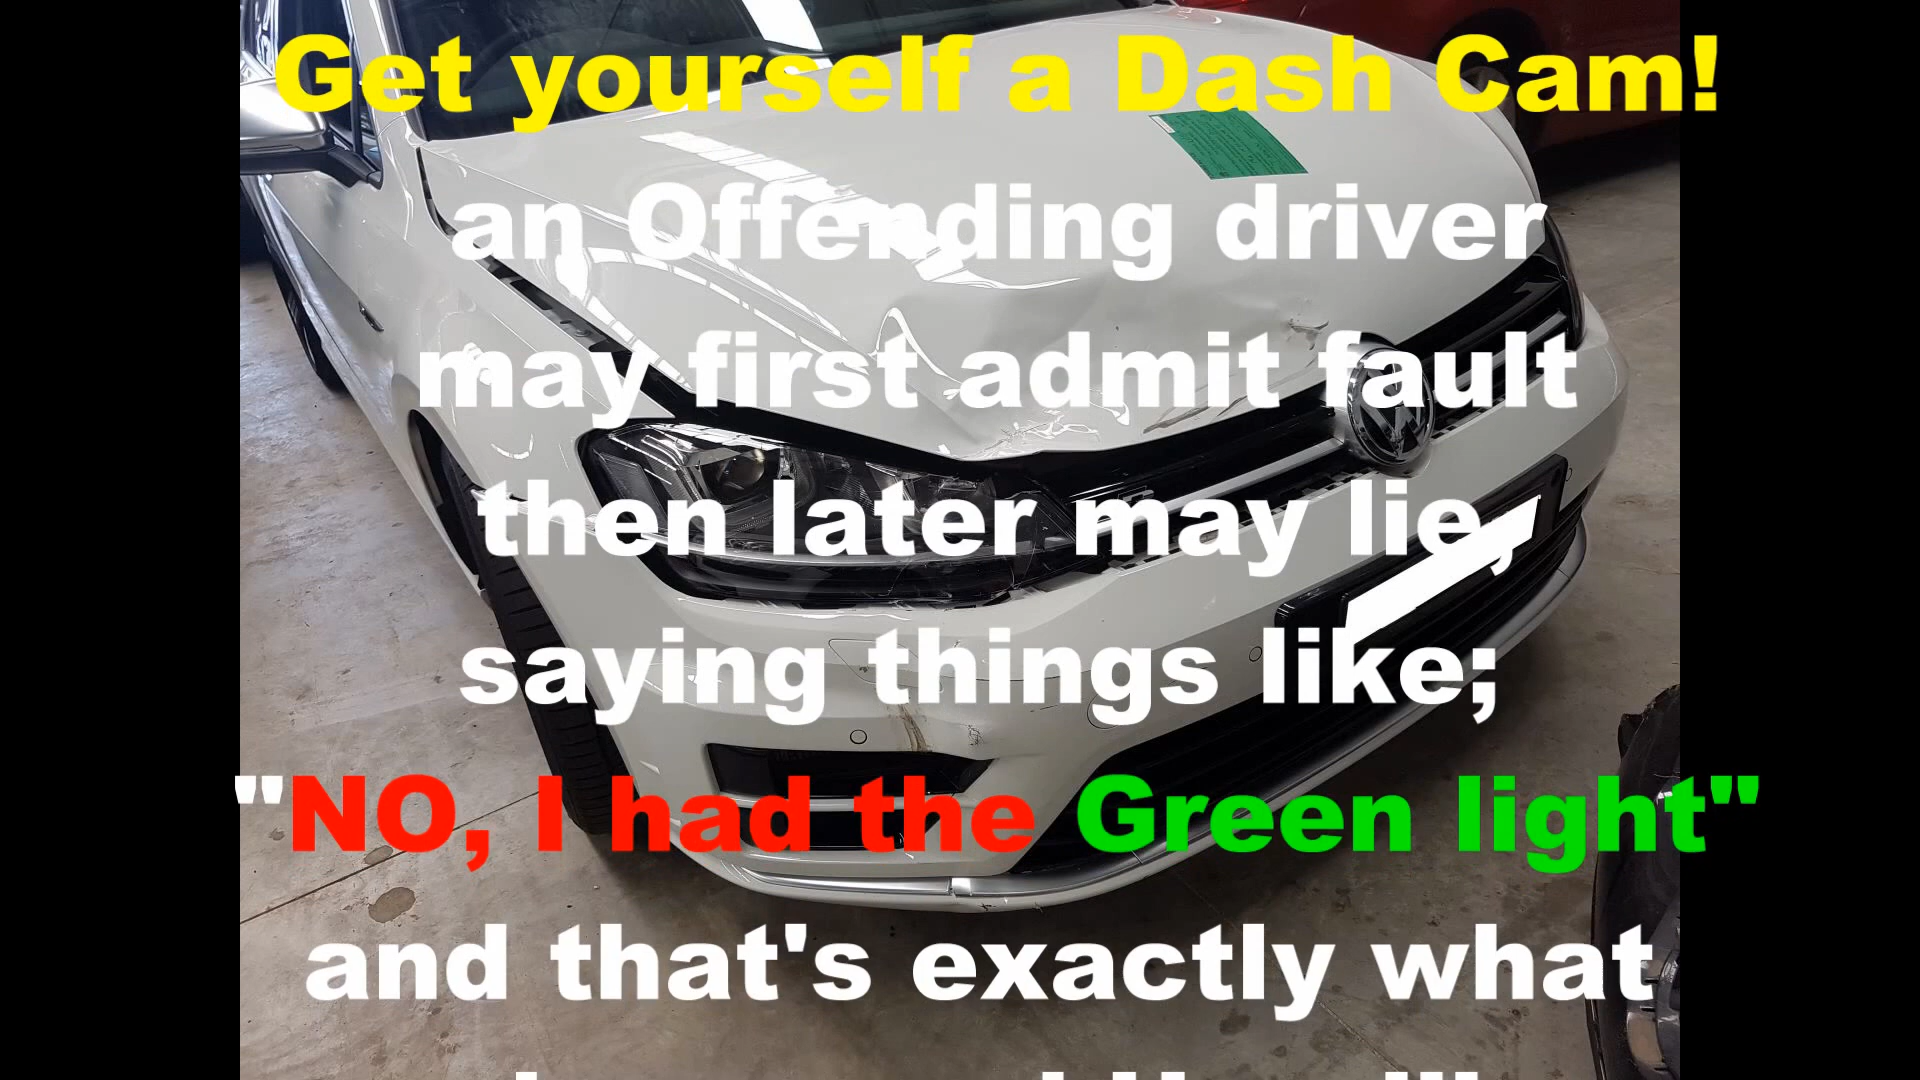 Get yourself a Dash Cam!
an Offending driver
may first admit fault
then later may lie,
saying things like;
"NO, I had the Green light"
and that's exactly what